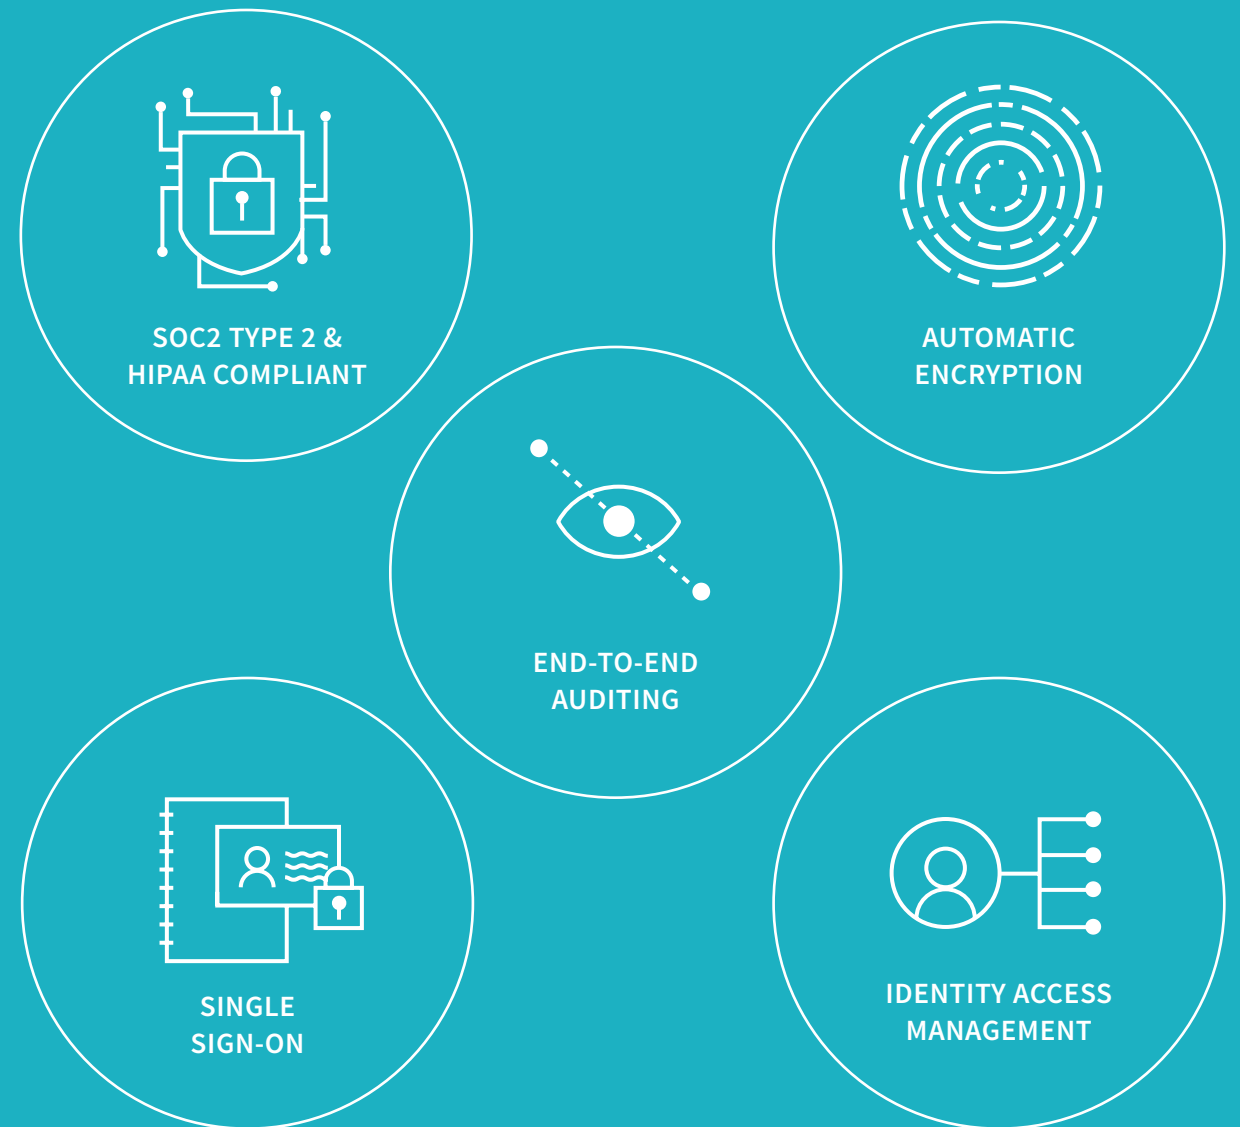 SOC2 TYPE 2 &
HIPAA COMPLIANT
AUTOMATIC
ENCRYPTION
END-TO-END
AUDITING
SINGLE
SIGN-ON
IDENTITY ACCESS
MANAGEMENT